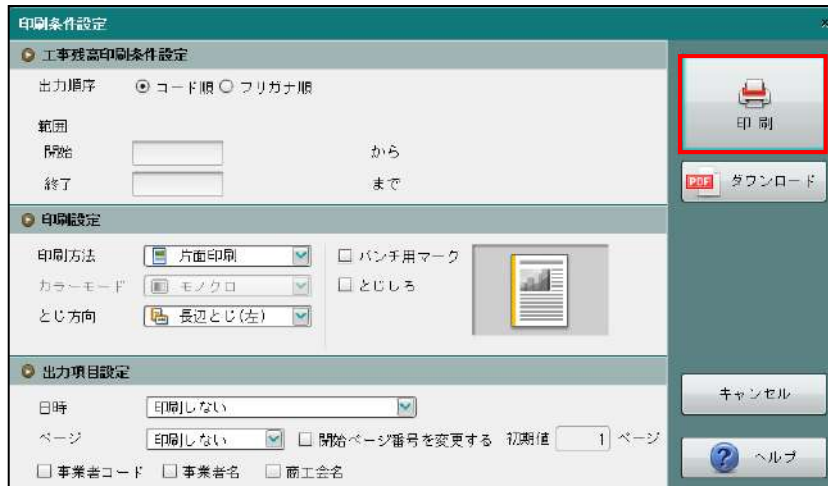 印刷条件設定
×
工事残高印刷条件設定
出力順序 コード順 フリガナ順
印刷
範囲
開始 から
終了 まで
PDF ダウンロード
印刷設定
印刷方法 片面印刷 パンチ用マーク
カラーモード モノクロ とじしろ
とじ方向 長辺とじ(左)
出力項目設定
キャンセル
日時 印刷しない
ページ 印刷しない 開始ページ番号を変更する 初期値 1 ページ
? ヘルプ
事業者コード 事業者名 商工会名